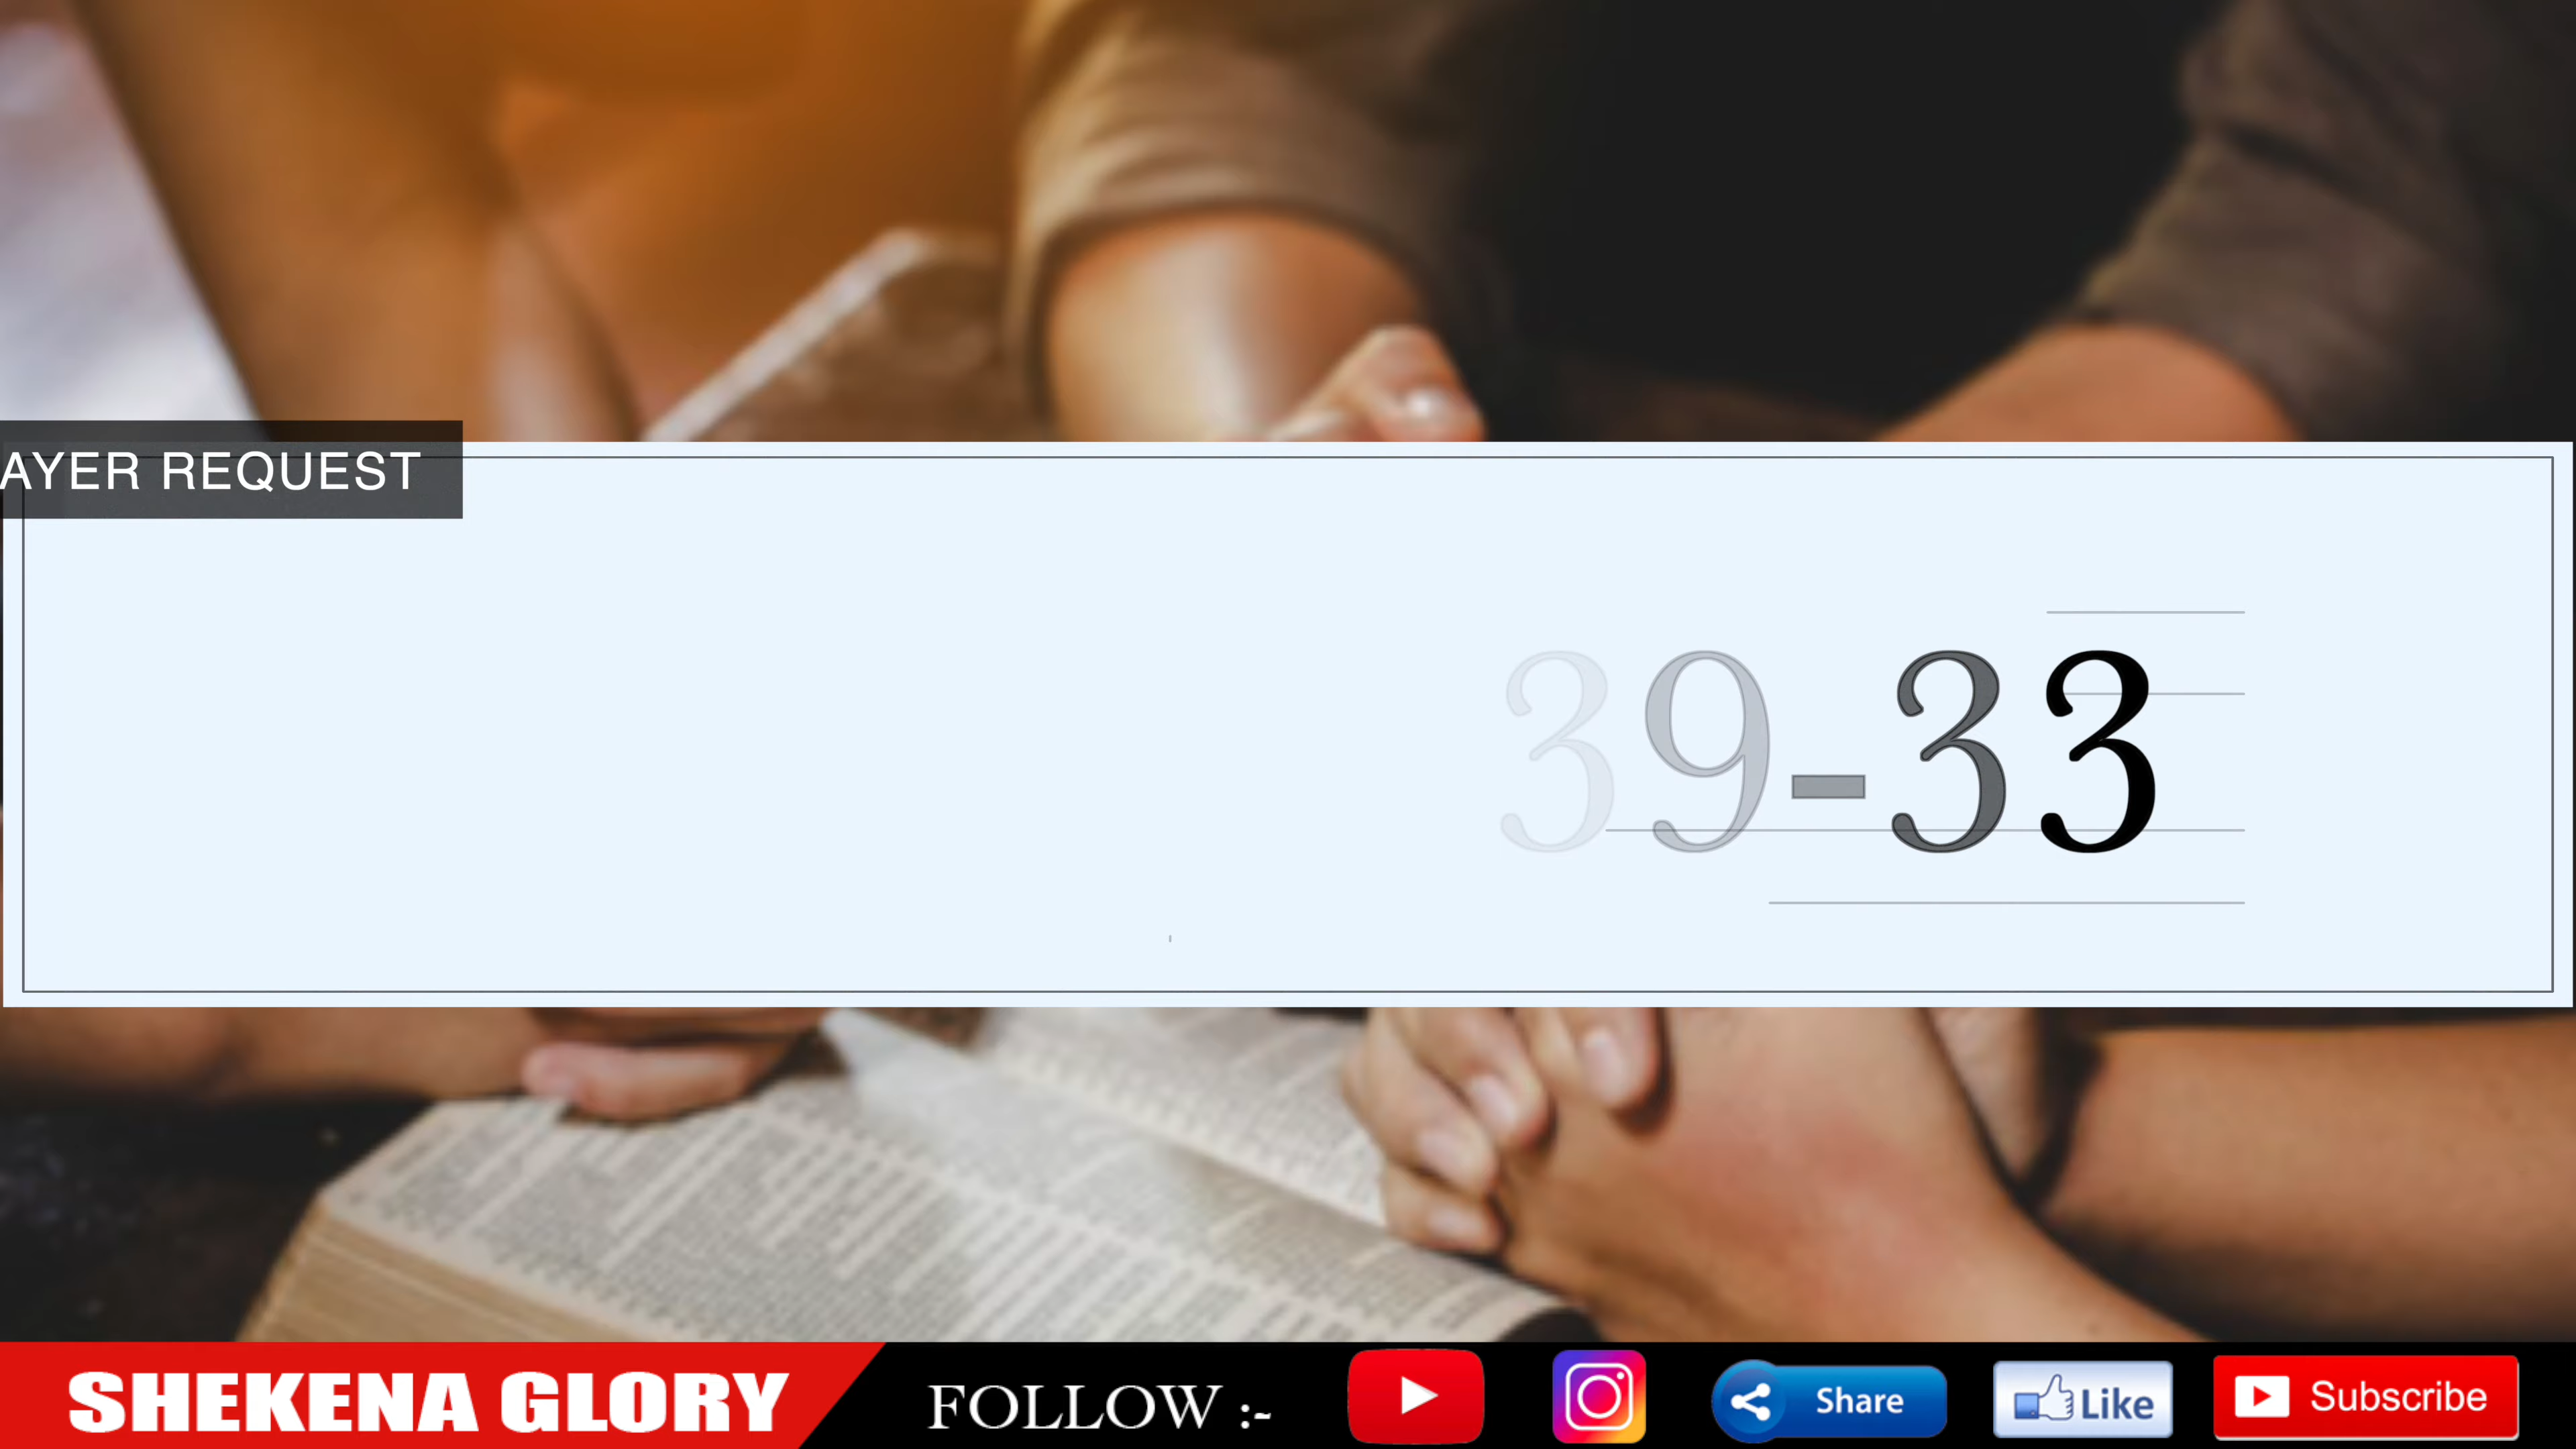 AYER REQUEST
39-33
SHEKENA GLORY
FOLLOW :-
Share
Like
Subscribe